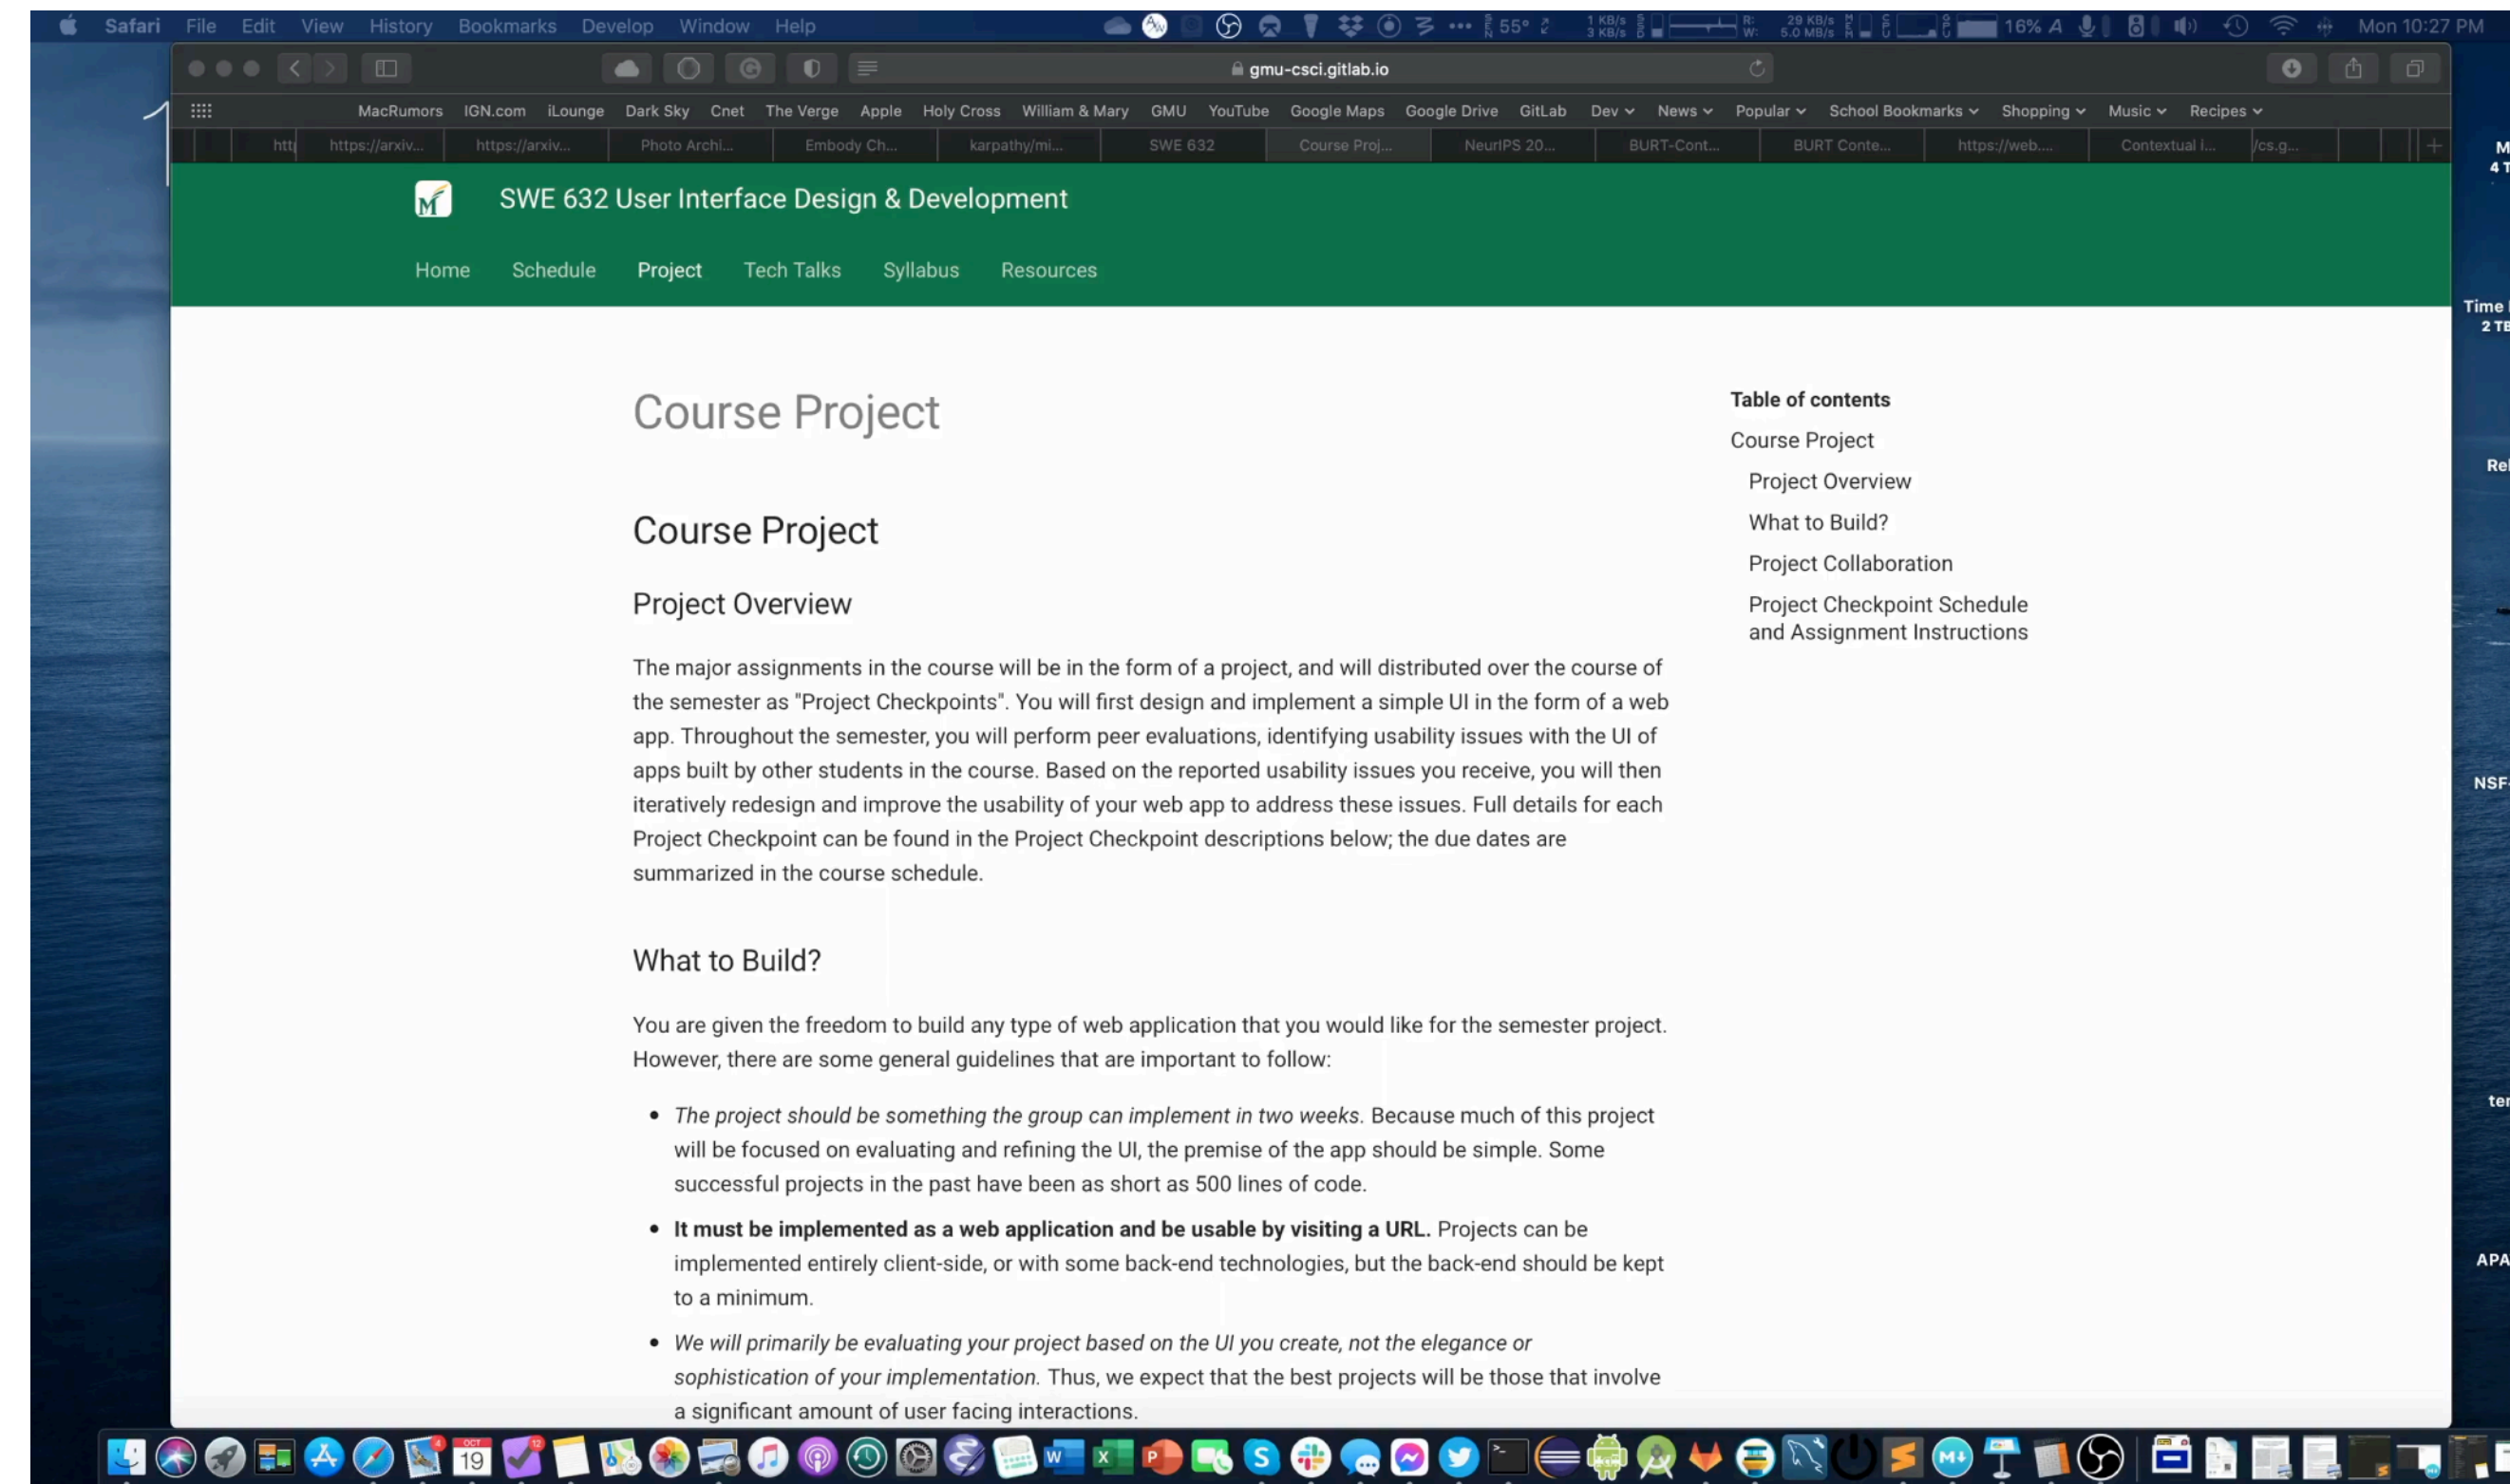 Safari File Edit View History Bookmarks Develop Window Help 55° 1 KB/s 3 KB/s R: W: 29 KB/s 5.0 MB/s 16% Mon 10:27 PM
gmu-csci.gitlab.io
MacRumors IGN.com iLounge Dark Sky Cnet The Verge Apple Holy Cross William & Mary GMU YouTube Google Maps Google Drive GitLab Dev News Popular School Bookmarks Shopping Music Recipes
https://arxiv... https://arxiv... Photo Archi... Embody Ch... karpathy/mi... SWE 632 Course Proj... NeurIPS 20... BURT-Cont... BURT Conte... https://web.... Contextual i... /cs.g...
SWE 632 User Interface Design & Development
Home Schedule Project Tech Talks Syllabus Resources
Course Project
Course Project
Project Overview
The major assignments in the course will be in the form of a project, and will distributed over the course of
the semester as "Project Checkpoints". You will first design and implement a simple UI in the form of a web
app. Throughout the semester, you will perform peer evaluations, identifying usability issues with the UI of
apps built by other students in the course. Based on the reported usability issues you receive, you will then
iteratively redesign and improve the usability of your web app to address these issues. Full details for each
Project Checkpoint can be found in the Project Checkpoint descriptions below; the due dates are
summarized in the course schedule.
What to Build?
You are given the freedom to build any type of web application that you would like for the semester project.
However, there are some general guidelines that are important to follow:
• The project should be something the group can implement in two weeks. Because much of this project
will be focused on evaluating and refining the UI, the premise of the app should be simple. Some
successful projects in the past have been as short as 500 lines of code.
• It must be implemented as a web application and be usable by visiting a URL. Projects can be
implemented entirely client-side, or with some back-end technologies, but the back-end should be kept
to a minimum.
• We will primarily be evaluating your project based on the UI you create, not the elegance or
sophistication of your implementation. Thus, we expect that the best projects will be those that involve
a significant amount of user facing interactions.
Table of contents
Course Project
Project Overview
What to Build?
Project Collaboration
Project Checkpoint Schedule
and Assignment Instructions
Time
2 TB
NSF-
APA
OCT
19